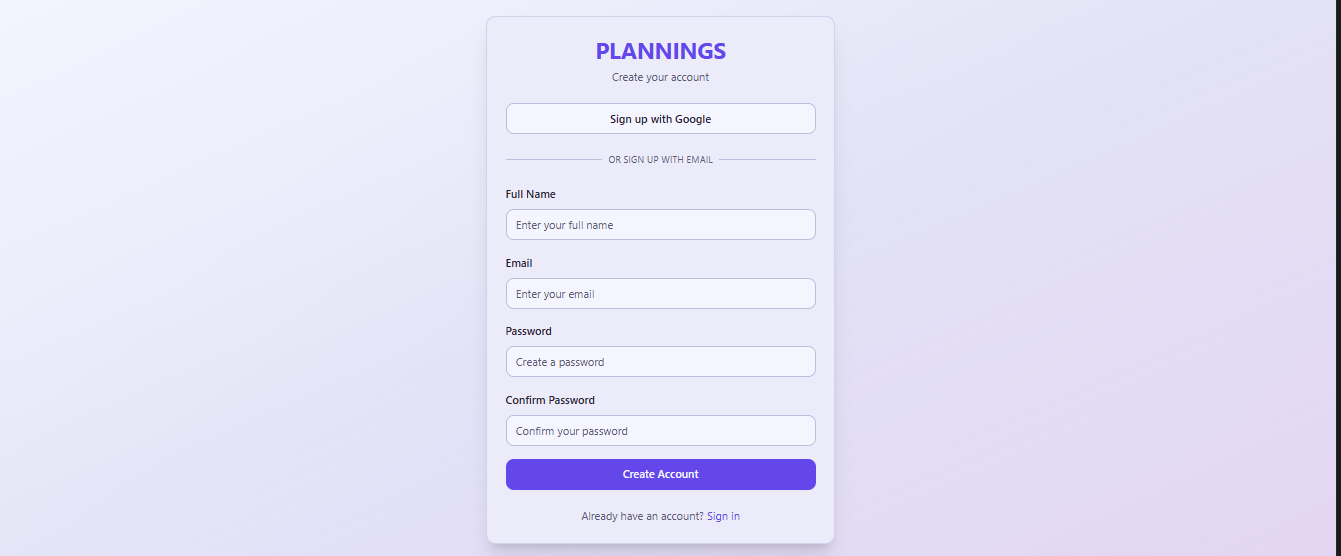 PLANNINGS
Create your account
Sign up with Google
OR SIGN UP WITH EMAIL
Full Name
Enter your full name
Email
Enter your email
Password
Create a password
Confirm Password
Confirm your password
Create Account
Already have an account? Sign in